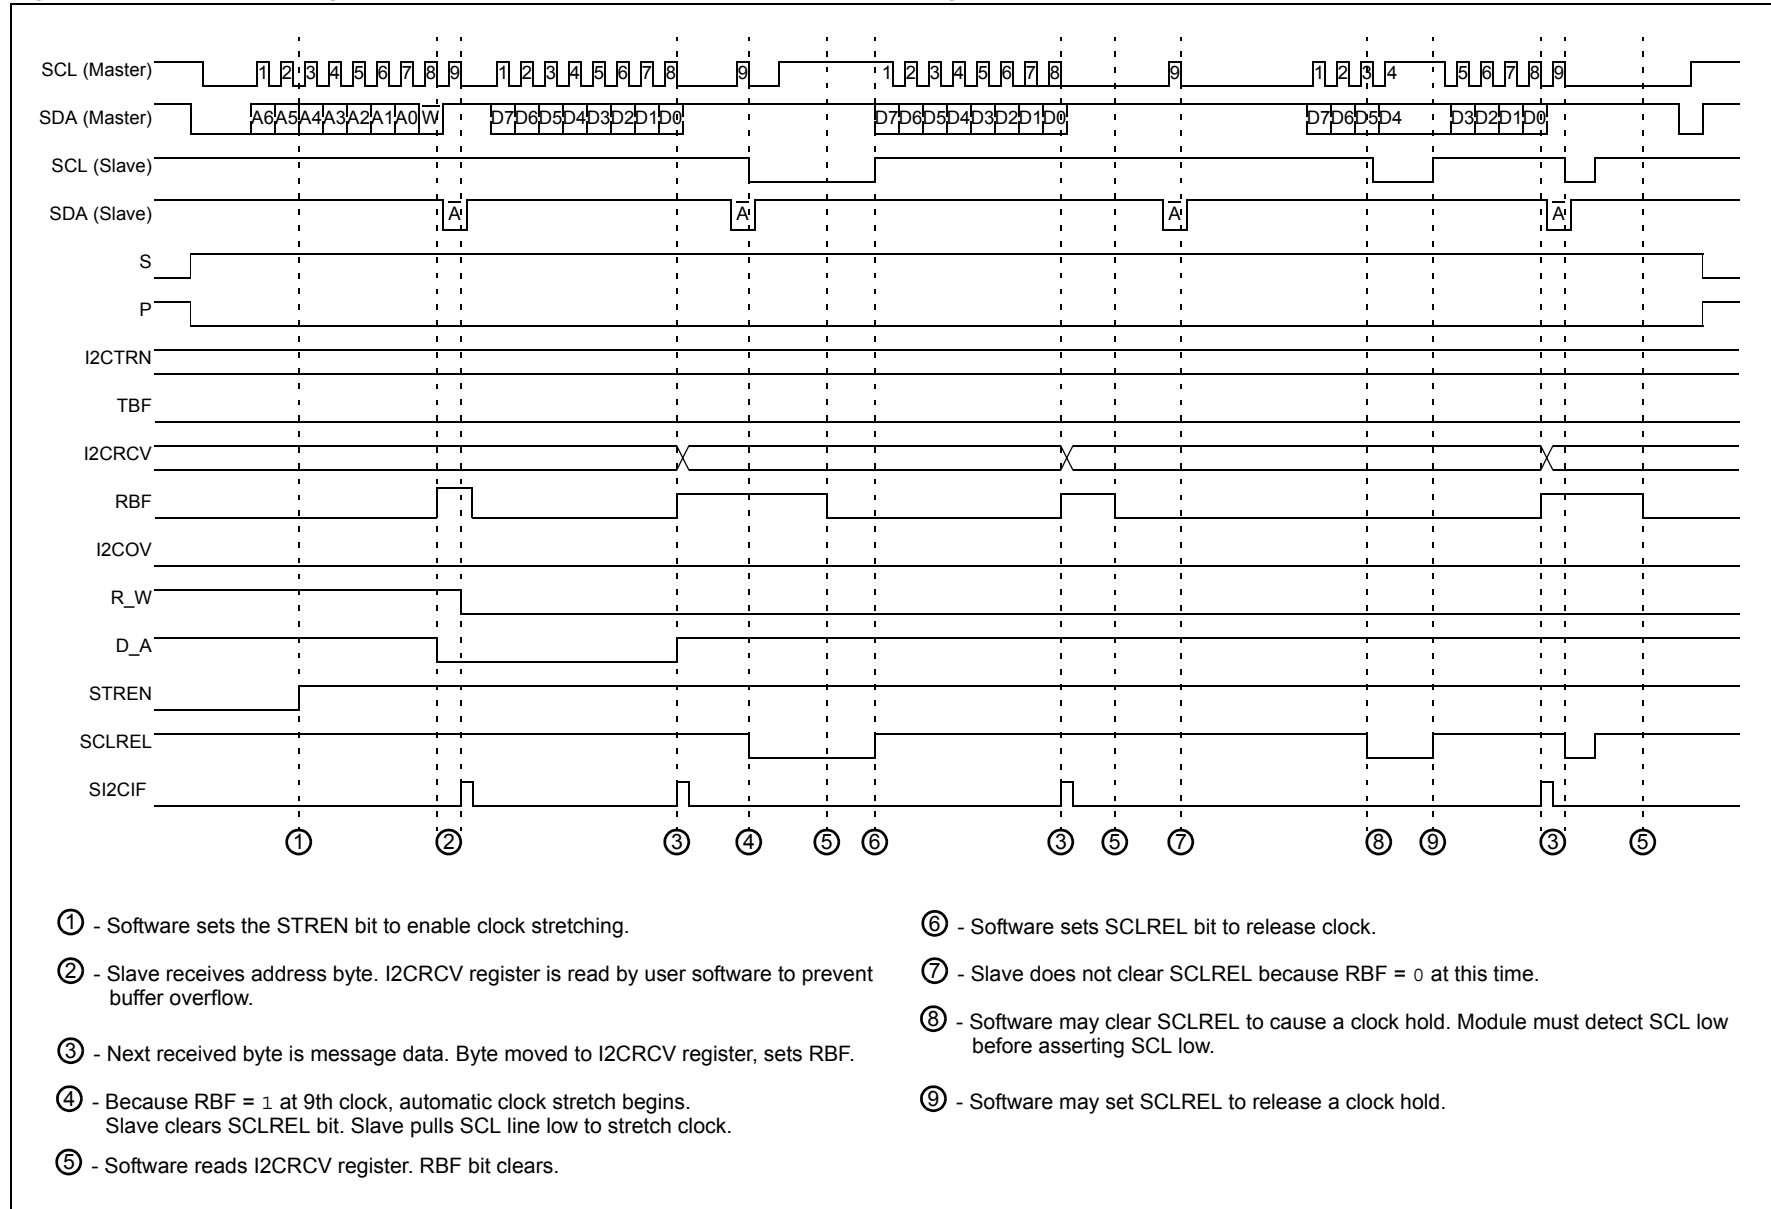 SCL (Master)
1 2 3 4 5 6 7 8 9 1 2 3 4 5 6 7 8 9 1 2 3 4 5 6 7 8 9 1 2 3 4 5 6 7 8 9
SDA (Master)
A6 A5 A4 A3 A2 A1 A0 W D7 D6 D5 D4 D3 D2 D1 D0 D7 D6 D5 D4 D3 D2 D1 D0 D7 D6 D5 D4 D3 D2 D1 D0
SCL (Slave)
SDA (Slave)
A A A A
S
P
I2CTRN
TBF
I2CRCV
RBF
I2COV
R_W
D_A
STREN
SCLREL
SI2CIF
① ② ③ ④ ⑤ ⑥ ③ ⑤ ⑦ ⑧ ⑨ ③ ⑤
① - Software sets the STREN bit to enable clock stretching.
② - Slave receives address byte. I2CRCV register is read by user software to prevent
buffer overflow.
③ - Next received byte is message data. Byte moved to I2CRCV register, sets RBF.
④ - Because RBF = 1 at 9th clock, automatic clock stretch begins.
Slave clears SCLREL bit. Slave pulls SCL line low to stretch clock.
⑤ - Software reads I2CRCV register. RBF bit clears.
⑥ - Software sets SCLREL bit to release clock.
⑦ - Slave does not clear SCLREL because RBF = 0 at this time.
⑧ - Software may clear SCLREL to cause a clock hold. Module must detect SCL low
before asserting SCL low.
⑨ - Software may set SCLREL to release a clock hold.